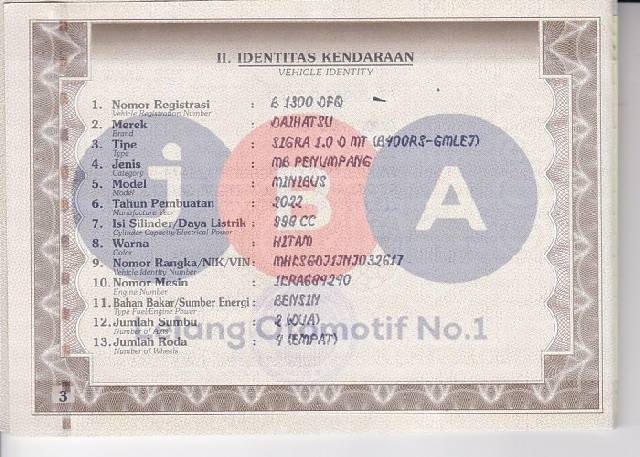 II. IDENTITAS KENDARAAN
VEHICLE IDENTITY
1. Nomor Registrasi : B 1300 OFQ
Vehicle Registration Number
2. Merek : DAIHATSU
Brand
3. Tipe : SIGRA 1.0 D MT (B400RS-GMLEJ)
Type
4. Jenis : MB PENUMPANG
Category
5. Model : MINIBUS
Model
6. Tahun Pembuatan : 2022
Manufacture Year
7. Isi Silinder/Daya Listrik : 998 CC
Cylinder Capacity/Electrical Power
8. Warna : HITAM
Color
9. Nomor Rangka/NIK/VIN :
Vehicle Identity Number
10. Nomor Mesin :
Engine Number
11. Bahan Bakar/Sumber Energi : BENSIN
Type Fuel/Engine Power
12. Jumlah Sumbu : 2 (DUA)
Number of Axis
13. Jumlah Roda : 4 (EMPAT)
Number of Wheels
jBA
Lelang Otomotif No.1
3